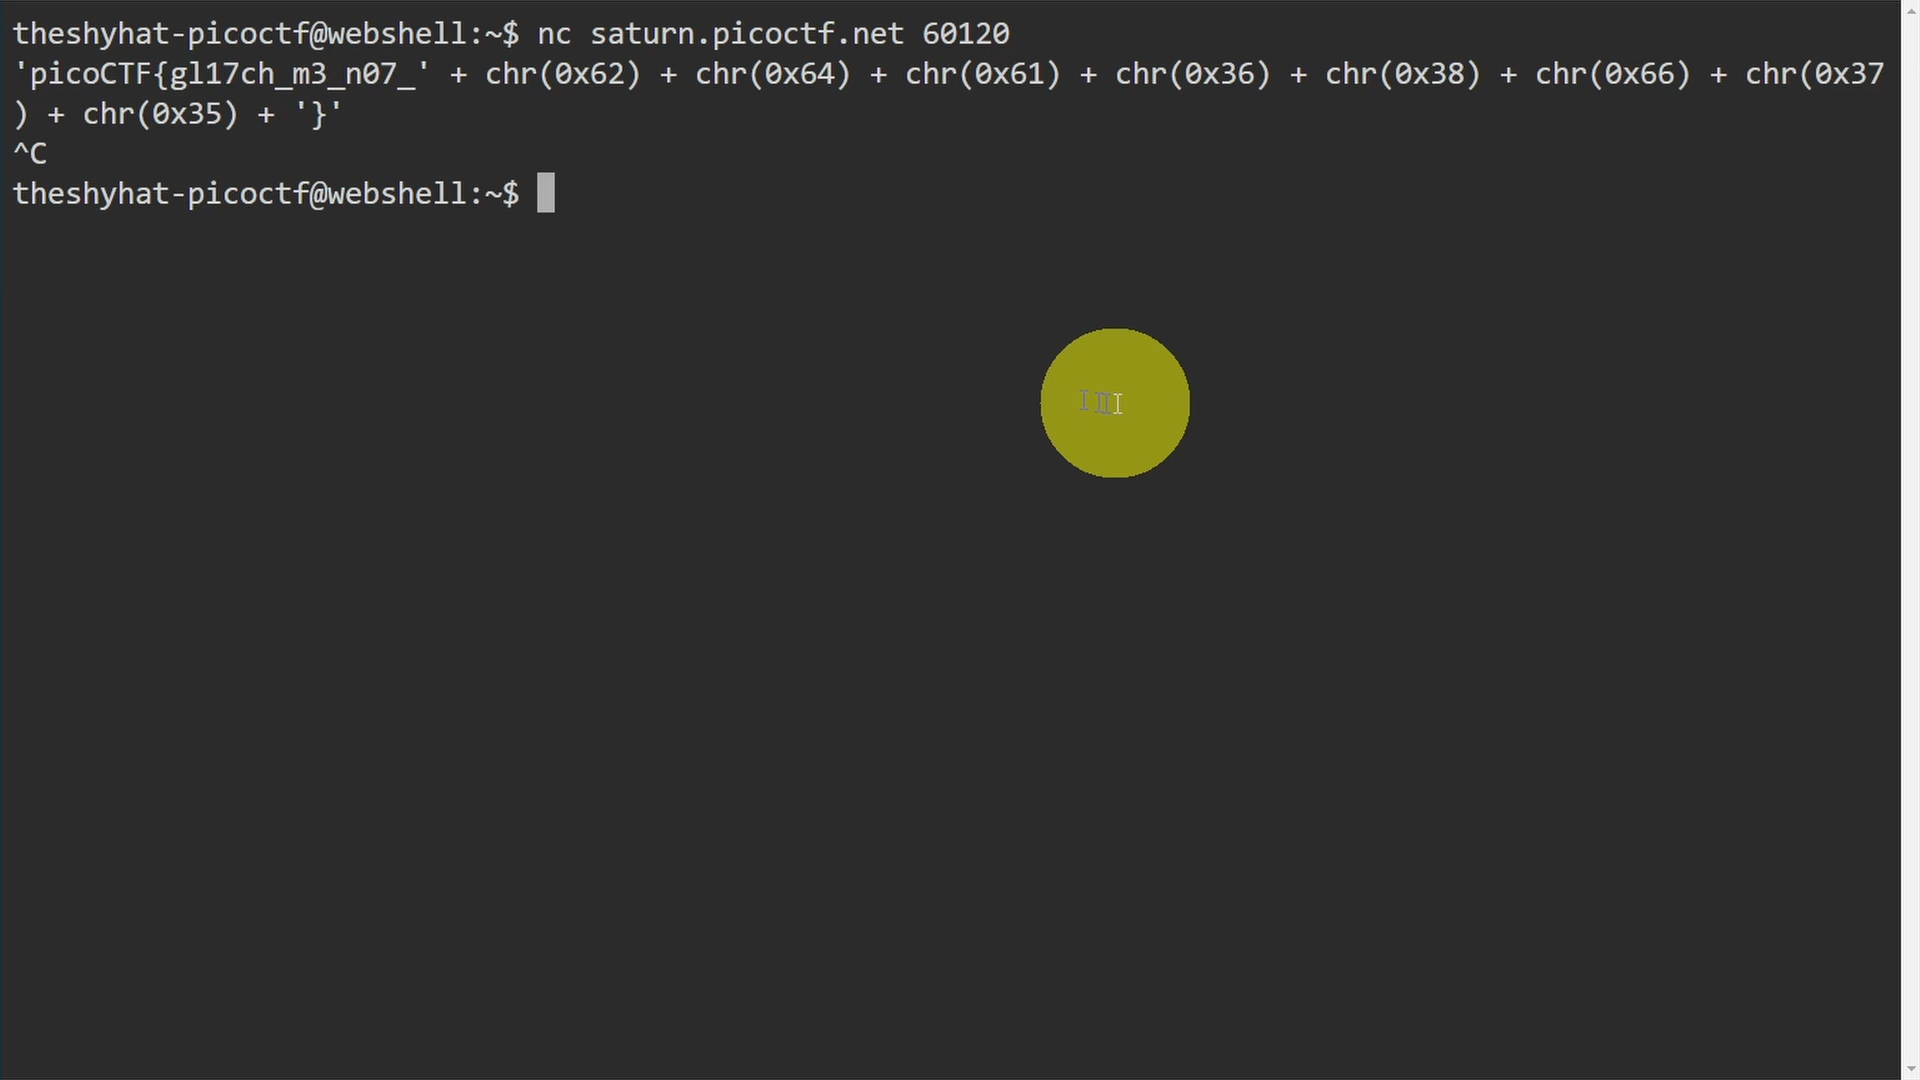 theshyhat-picoctf@webshell:~$ nc saturn.picoctf.net 60120
'picoCTF{gl17ch_m3_n07_' + chr(0x62) + chr(0x64) + chr(0x61) + chr(0x36) + chr(0x38) + chr(0x66) + chr(0x37
) + chr(0x35) + '}'
^C
theshyhat-picoctf@webshell:~$